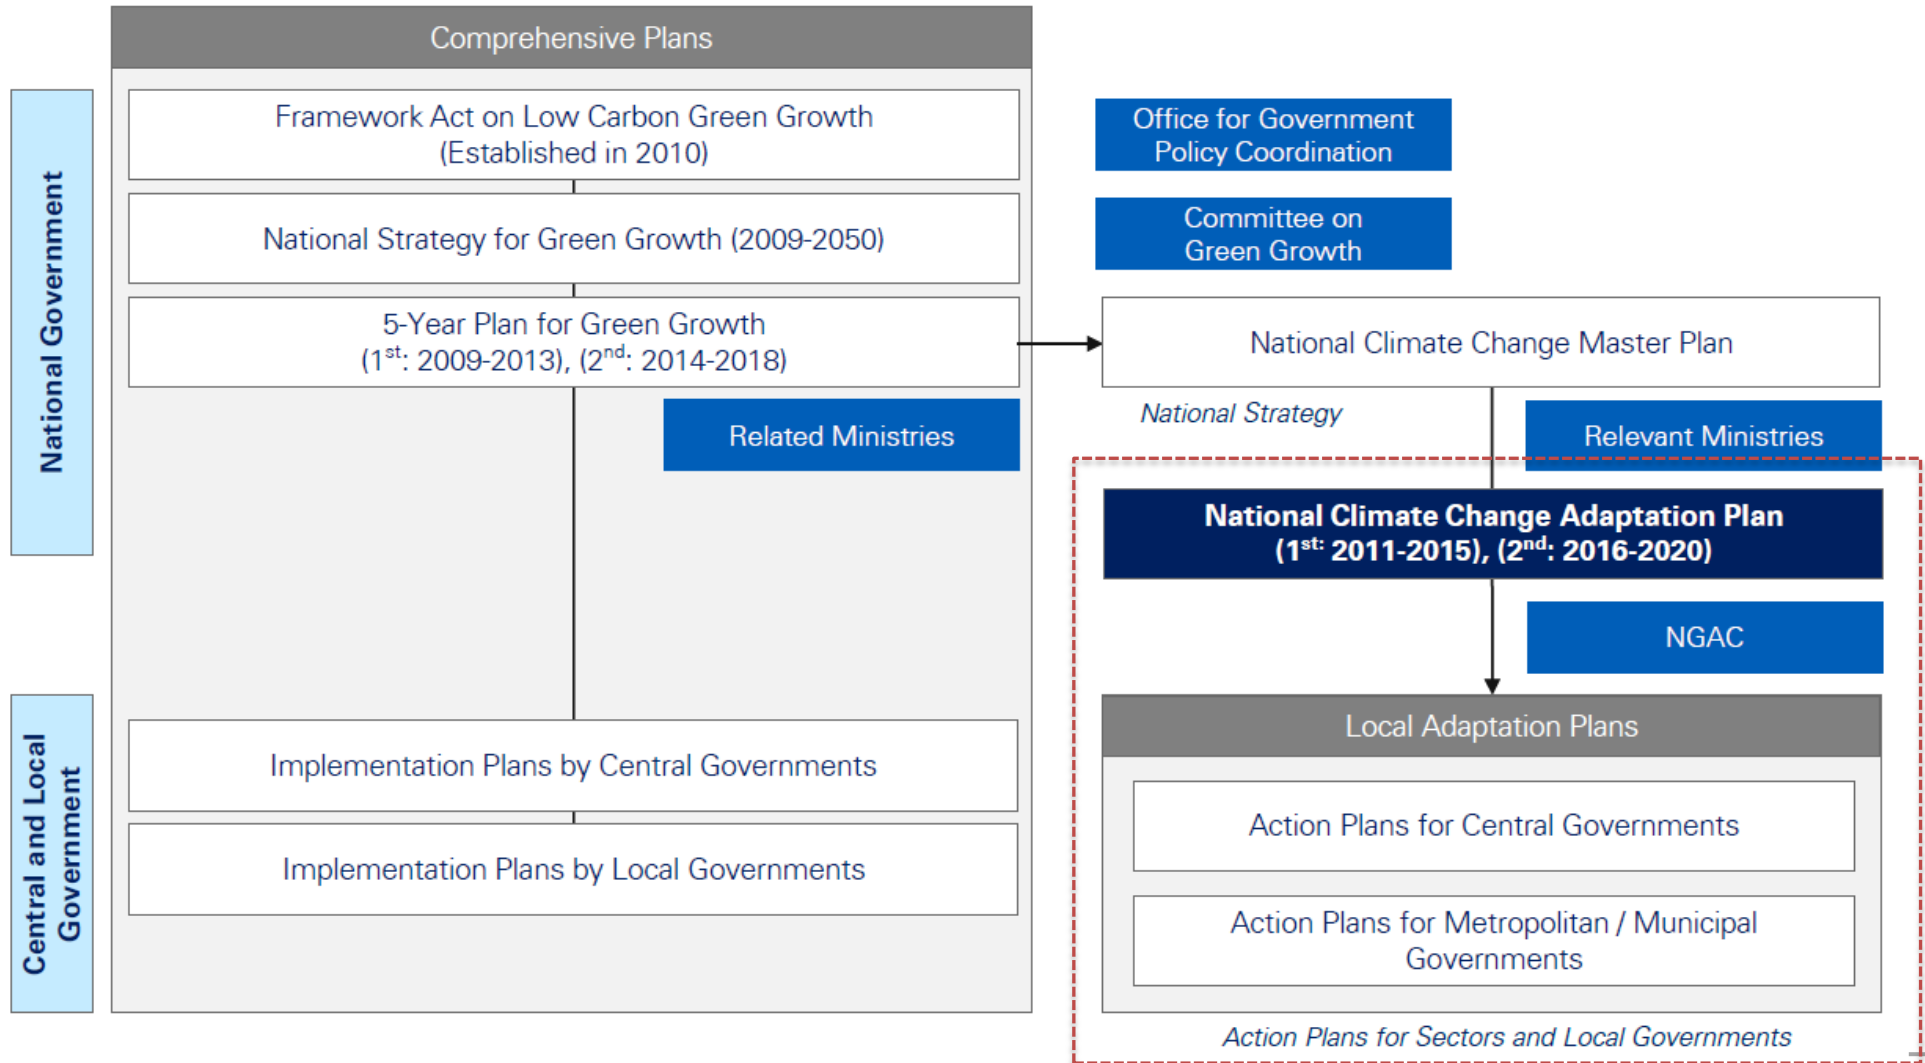 Comprehensive Plans
National Government
Framework Act on Low Carbon Green Growth
(Established in 2010)
National Strategy for Green Growth (2009-2050)
5-Year Plan for Green Growth
(1st: 2009-2013), (2nd: 2014-2018)
Related Ministries
Office for Government
Policy Coordination
Committee on
Green Growth
National Climate Change Master Plan
National Strategy
Relevant Ministries
National Climate Change Adaptation Plan
(1st: 2011-2015), (2nd: 2016-2020)
NGAC
Central and Local
Government
Implementation Plans by Central Governments
Implementation Plans by Local Governments
Local Adaptation Plans
Action Plans for Central Governments
Action Plans for Metropolitan / Municipal
Governments
Action Plans for Sectors and Local Governments